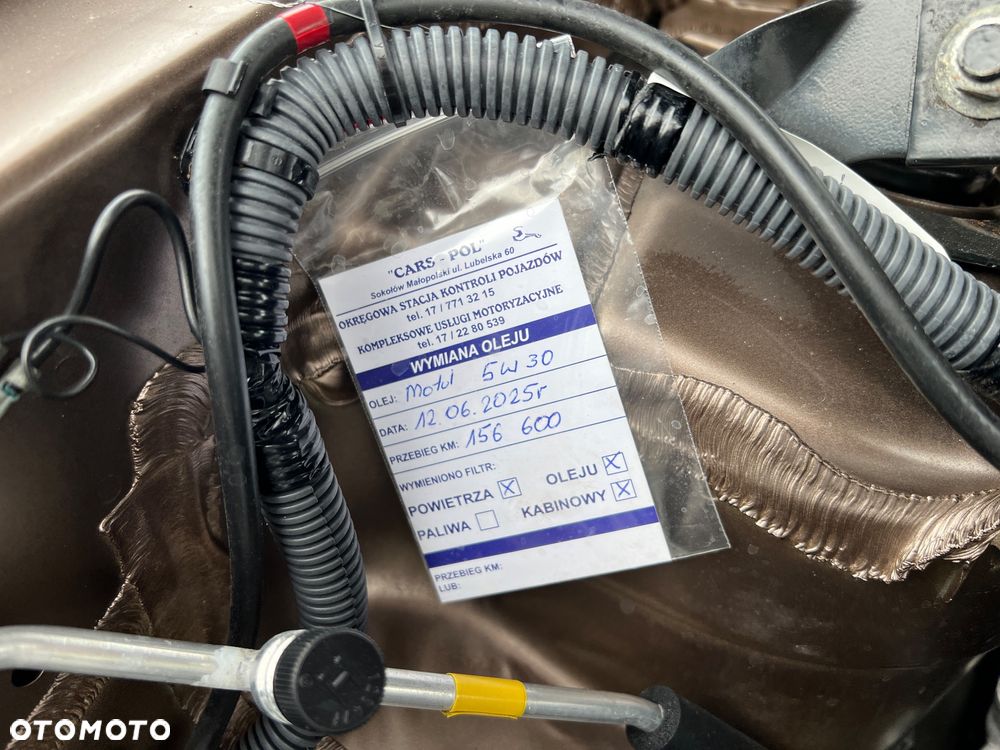 "CARS - POL"
Sokołów Małopolski ul. Lubelska 60
OKRĘGOWA STACJA KONTROLI POJAZDÓW
tel. 17 / 771 32 15
KOMPLEKSOWE USŁUGI MOTORYZACYJNE
tel. 17 / 22 80 539
WYMIANA OLEJU
OLEJ: Motul 5W30
DATA: 12.06.2025r
PRZEBIEG KM: 156 600
WYMIENIONO FILTR:
POWIETRZA OLEJU
PALIWA KABINOWY
PRZEBIEG KM:
LUB:
OTOMOTO